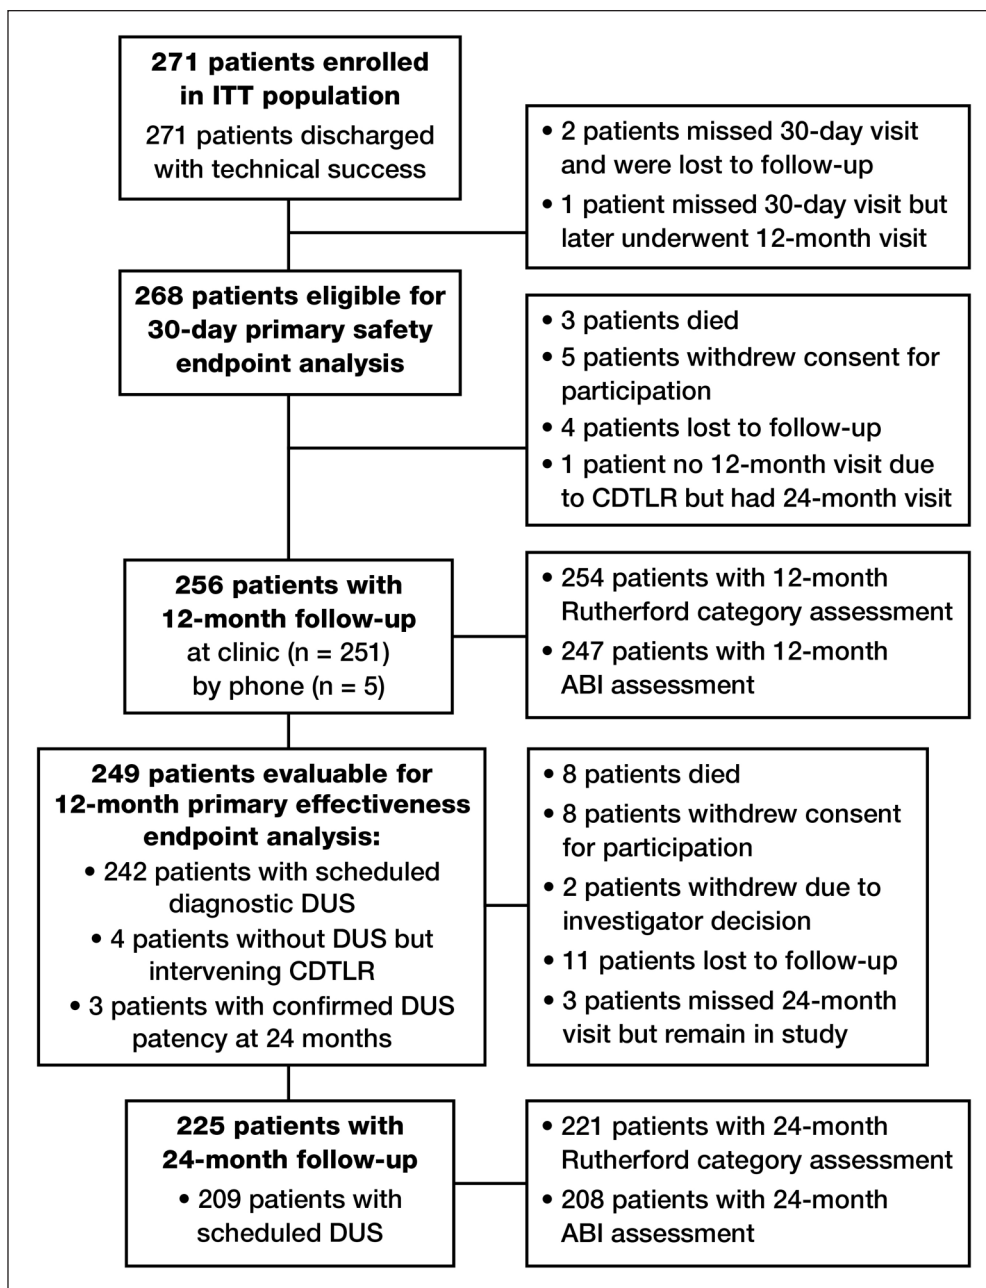 271 patients enrolled
in ITT population
271 patients discharged
with technical success
• 2 patients missed 30-day visit
and were lost to follow-up
• 1 patient missed 30-day visit but
later underwent 12-month visit
268 patients eligible for
30-day primary safety
endpoint analysis
• 3 patients died
• 5 patients withdrew consent for
participation
• 4 patients lost to follow-up
• 1 patient no 12-month visit due
to CDTLR but had 24-month visit
256 patients with
12-month follow-up
at clinic (n = 251)
by phone (n = 5)
• 254 patients with 12-month
Rutherford category assessment
• 247 patients with 12-month
ABI assessment
249 patients evaluable for
12-month primary effectiveness
endpoint analysis:
• 242 patients with scheduled
diagnostic DUS
• 4 patients without DUS but
intervening CDTLR
• 3 patients with confirmed DUS
patency at 24 months
• 8 patients died
• 8 patients withdrew consent
for participation
• 2 patients withdrew due to
investigator decision
• 11 patients lost to follow-up
• 3 patients missed 24-month
visit but remain in study
225 patients with
24-month follow-up
• 209 patients with
scheduled DUS
• 221 patients with 24-month
Rutherford category assessment
• 208 patients with 24-month
ABI assessment